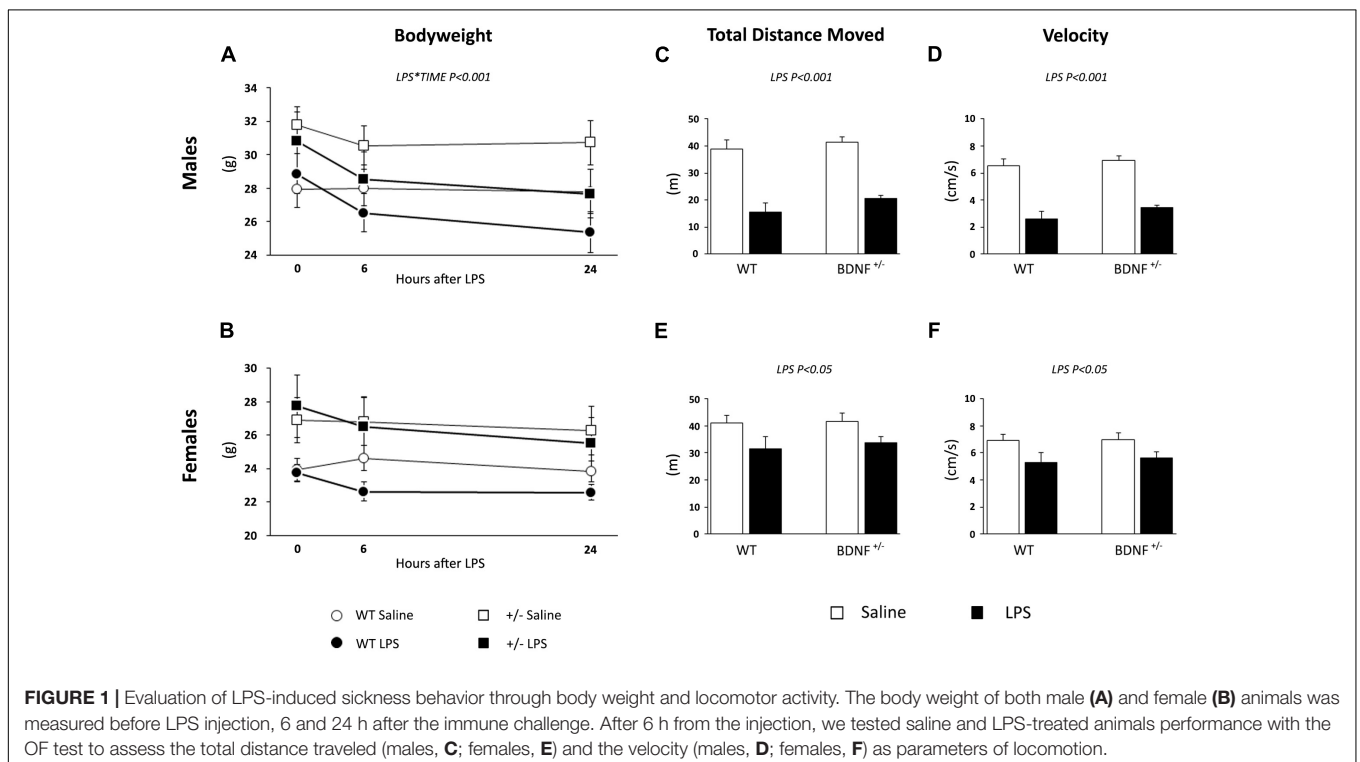 Bodyweight
Total Distance Moved
Velocity
A
LPS*TIME P<0.001
C
LPS P<0.001
D
LPS P<0.001
Males
(g)
34
32
30
28
26
24
0
6
24
Hours after LPS
(m)
50
40
30
20
10
0
WT
BDNF +/-
(cm/s)
10
8
6
4
2
0
WT
BDNF +/-
B
E
LPS P<0.05
F
LPS P<0.05
Females
(g)
30
28
26
24
22
20
0
6
24
Hours after LPS
(m)
50
40
30
20
10
0
WT
BDNF +/-
(cm/s)
10
8
6
4
2
0
WT
BDNF +/-
WT Saline
+/- Saline
WT LPS
+/- LPS
Saline
LPS
FIGURE 1 | Evaluation of LPS-induced sickness behavior through body weight and locomotor activity. The body weight of both male (A) and female (B) animals was
measured before LPS injection, 6 and 24 h after the immune challenge. After 6 h from the injection, we tested saline and LPS-treated animals performance with the
OF test to assess the total distance traveled (males, C; females, E) and the velocity (males, D; females, F) as parameters of locomotion.